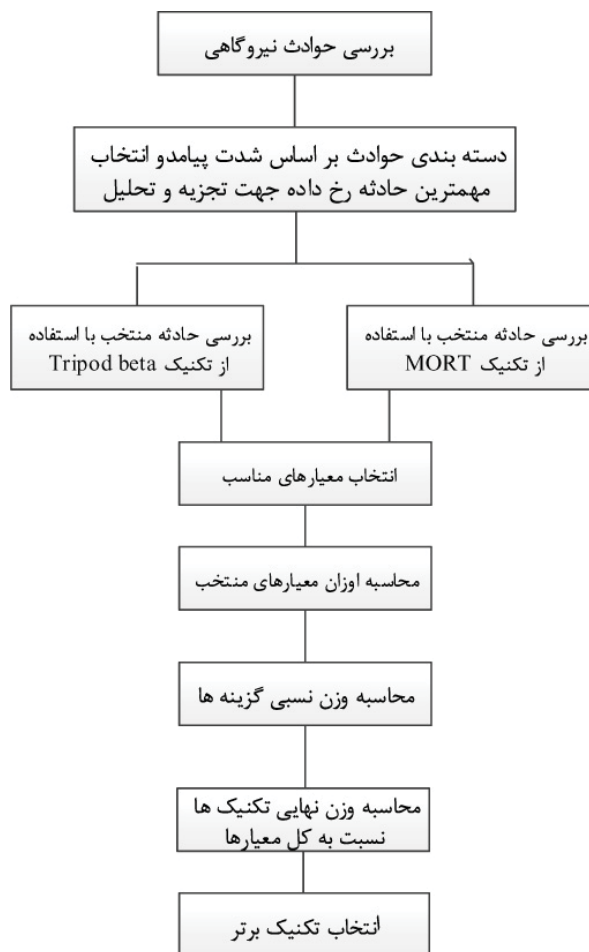 بررسی حوادث نیروگاهی
دسته بندی حوادث بر اساس شدت پیامدو انتخاب
مهمترین حادثه رخ داده جهت تجزیه و تحلیل
بررسی حادثه منتخب با استفاده
از تکنیک MORT
بررسی حادثه منتخب با استفاده
از تکنیک Tripod beta
انتخاب معیارهای مناسب
محاسبه اوزان معیارهای منتخب
محاسبه وزن نسبی گزینه ها
محاسبه وزن نهایی تکنیک ها
نسبت به کل معیارها
انتخاب تکنیک برتر